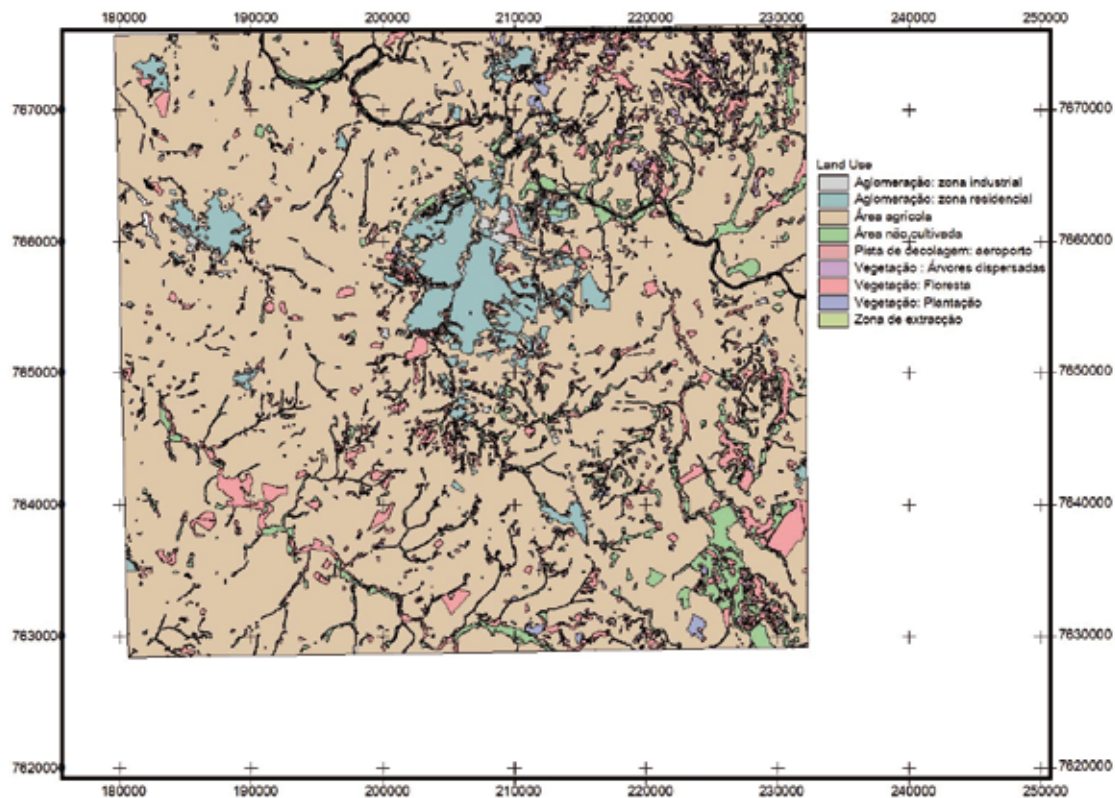 180000 190000 200000 210000 220000 230000 240000 250000
7670000 7670000
Land Use
Aglomeração: zona industrial
Aglomeração: zona residencial
Área agrícola
Área não cultivada
Pista de decolagem: aeroporto
Vegetação : Árvores dispersadas
Vegetação: Floresta
Vegetação: Plantação
Zona de extracção
7660000 7660000
7650000 7650000
7640000 7640000
7630000 7630000
7620000 7620000
180000 190000 200000 210000 220000 230000 240000 250000